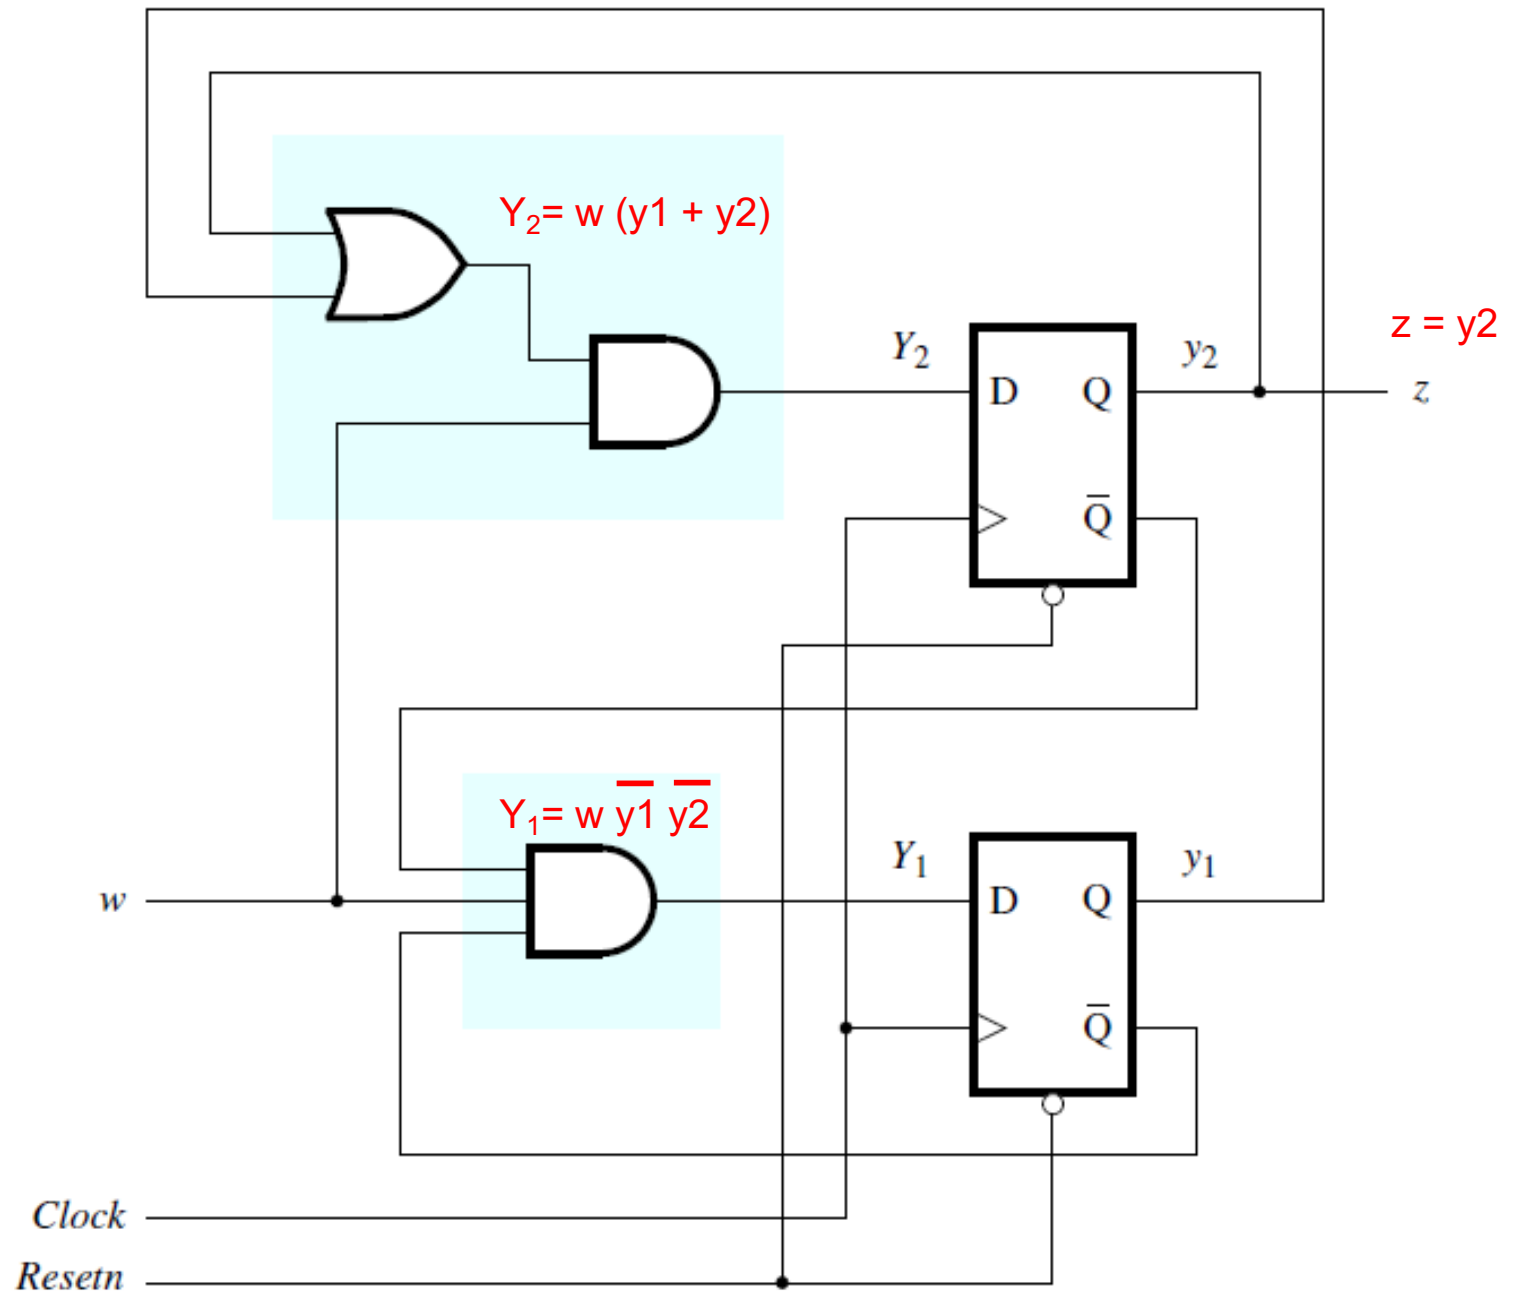 Y₂= w (y1 + y2)
z = y2
Y₂
y₂
D Q
z
Q̅
Y₁= w y̅1̅ y̅2̅
Y₁
y₁
w
D Q
Q̅
Clock
Resetn